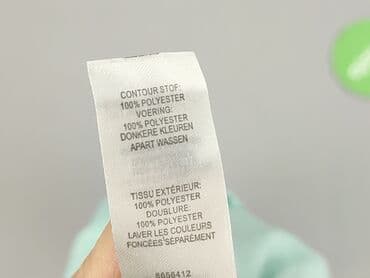 CONTOUR STOF:
100% POLYESTER
VOERING:
100% POLYESTER
DONKERE KLEUREN
APART WASSEN
TISSU EXTÉRIEUR:
100% POLYESTER
DOUBLURE:
100% POLYESTER
LAVER LES COULEURS
FONCÉES SÉPARÉMENT